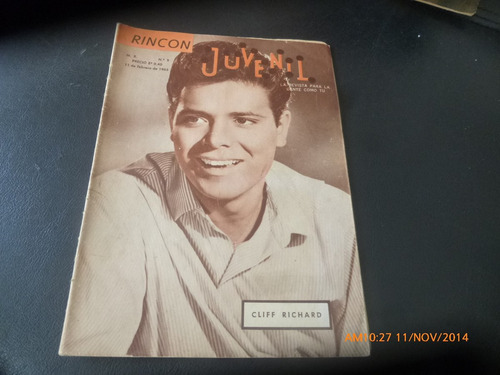 RINCON
JUVENIL
LA REVISTA PARA LA
GENTE COMO TU
CLIFF RICHARD
AM10:27 11/NOV/2014